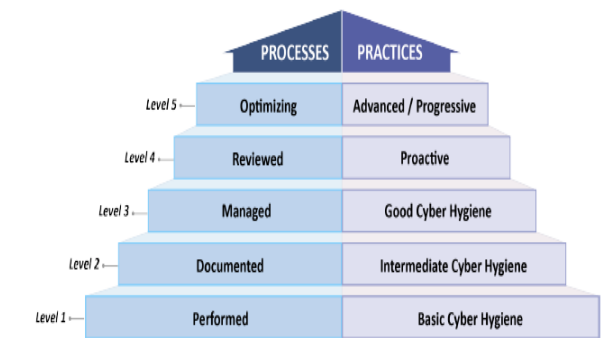 PROCESSES PRACTICES
Level 5 Optimizing Advanced / Progressive
Level 4 Reviewed Proactive
Level 3 Managed Good Cyber Hygiene
Level 2 Documented Intermediate Cyber Hygiene
Level 1 Performed Basic Cyber Hygiene